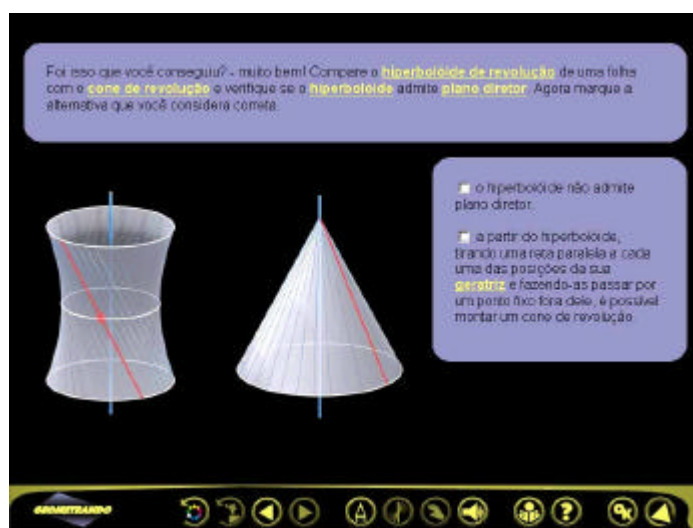 Foi isso que você conseguiu? - muito bem! Compare o hiperbolóide de revolução de uma folha
com o cone de revolução e verifique se o hiperbolóide admite plano diretor. Agora marque a
alternativa que você considera correta.
o hiperbolóide não admite
plano diretor.
a partir do hiperbolóide,
tirando uma reta paralela a cada
uma das posições da sua
geratriz e fazendo-as passar por
um ponto fixo fora dele, é possível
montar um cone de revolução.
GEOMETRANDO
?
OK